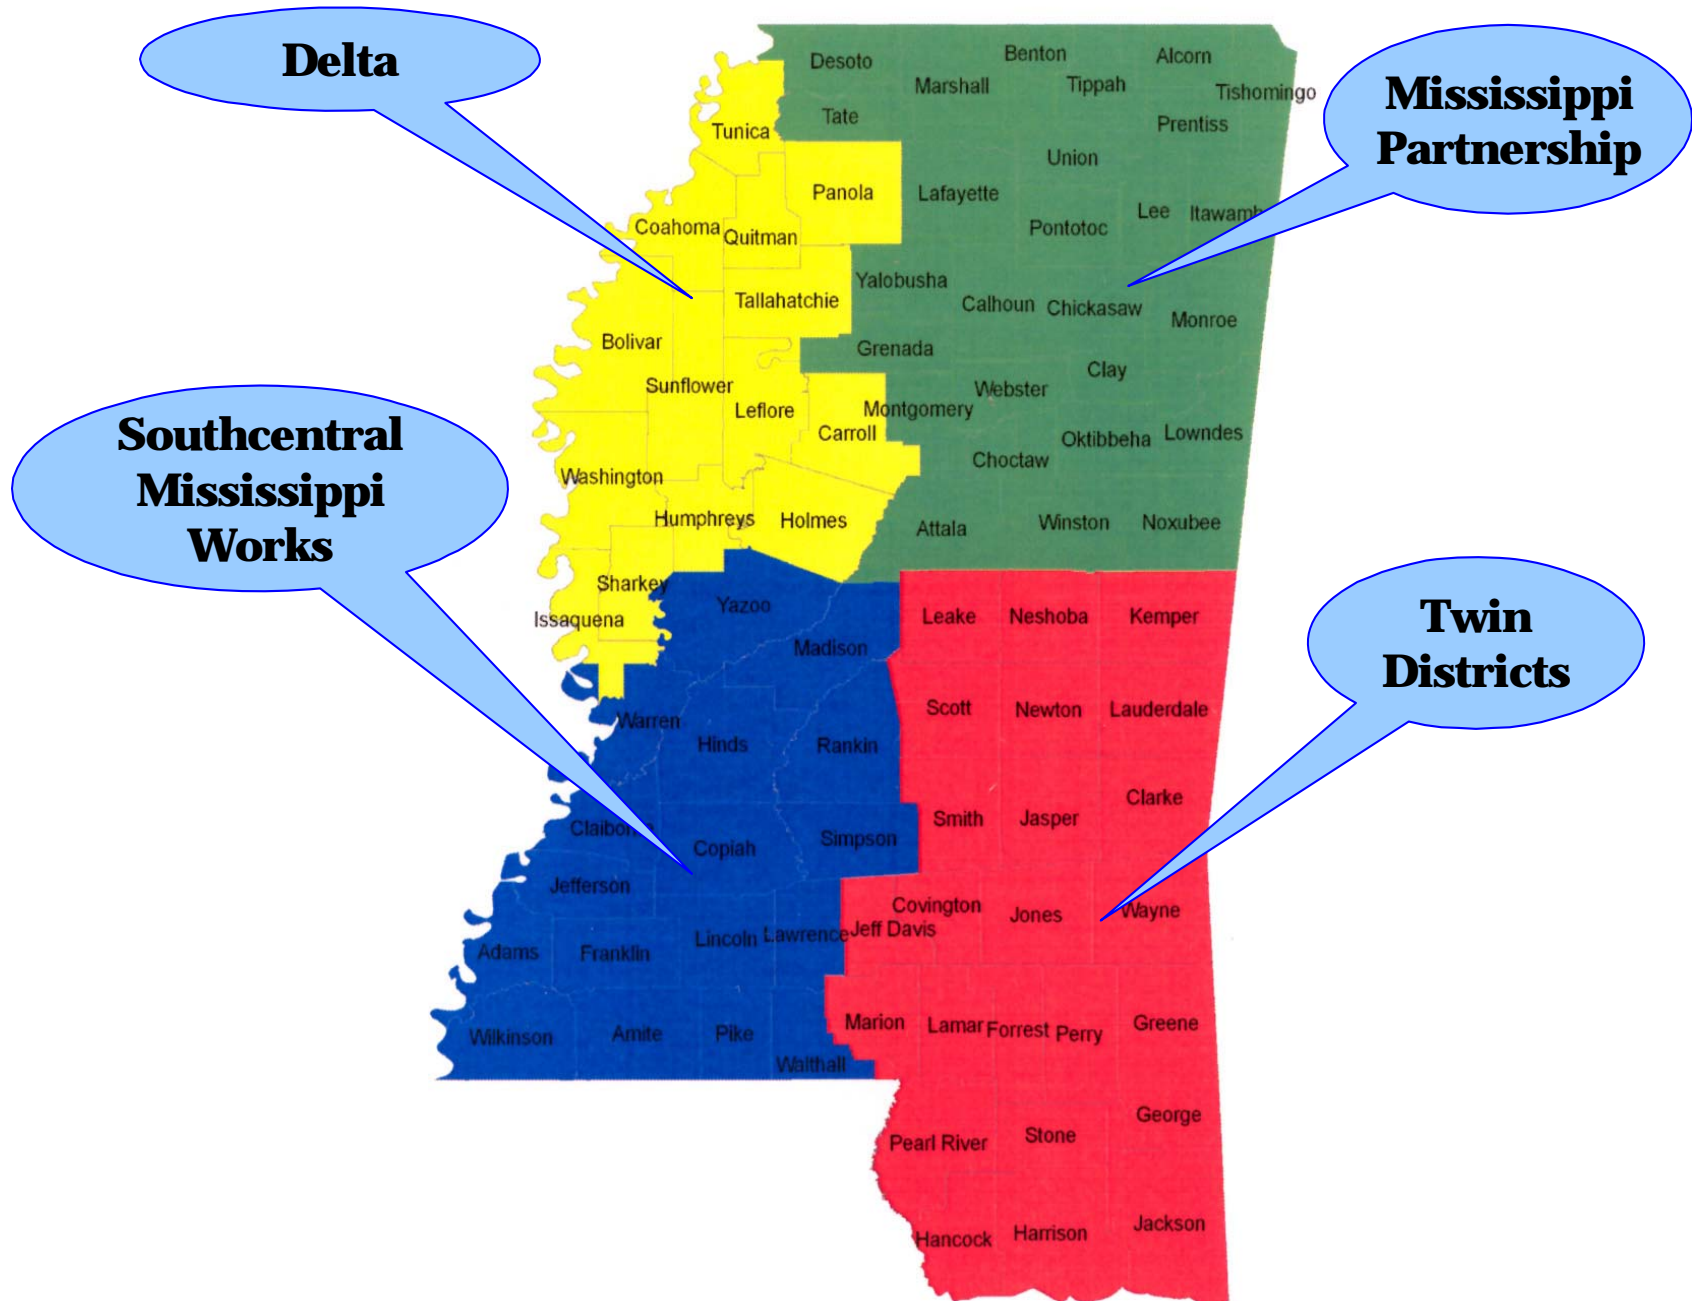 Delta
Mississippi
Partnership
Southcentral
Mississippi
Works
Twin
Districts
Desoto
Benton
Alcorn
Marshall
Tippah
Tishomingo
Tate
Prentiss
Tunica
Union
Panola
Lafayette
Lee
Itawamb
Coahoma
Quitman
Pontotoc
Yalobusha
Tallahatchie
Calhoun
Chickasaw
Monroe
Bolivar
Grenada
Clay
Sunflower
Webster
Leflore
Montgomery
Carroll
Oktibbeha
Lowndes
Choctaw
Washington
Humphreys
Holmes
Attala
Winston
Noxubee
Sharkey
Issaquena
Yazoo
Leake
Neshoba
Kemper
Madison
Scott
Newton
Lauderdale
Warren
Hinds
Rankin
Clarke
Smith
Jasper
Claiborne
Copiah
Simpson
Jefferson
Covington
Jones
Wayne
Jeff Davis
Lincoln
Lawrence
Adams
Franklin
Marion
Lamar
Forrest
Perry
Greene
Wilkinson
Amite
Pike
Walthall
George
Pearl River
Stone
Hancock
Harrison
Jackson